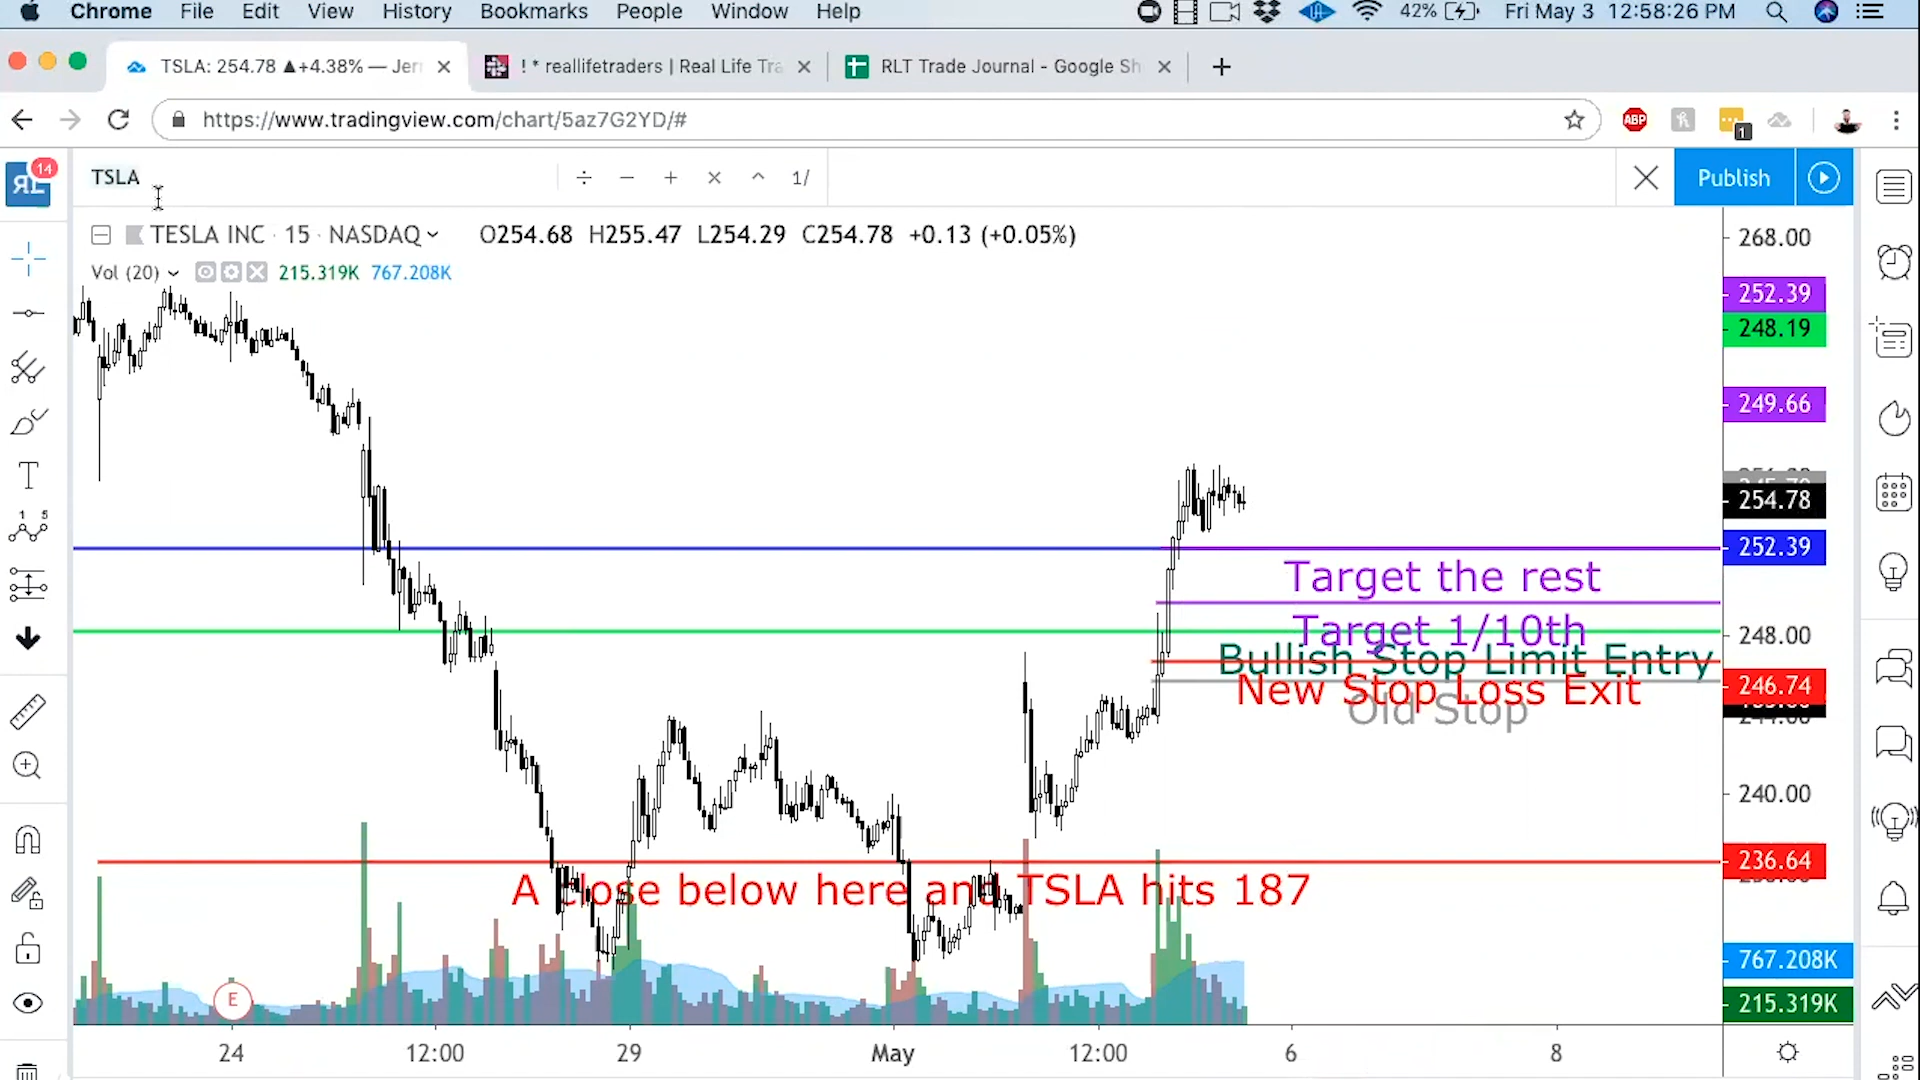 Chrome File Edit View History Bookmarks People Window Help 42% Fri May 3 12:58:26 PM
TSLA: 254.78 ▲+4.38% — Jer ! * reallifetraders | Real Life Tra RLT Trade Journal - Google Sh
https://www.tradingview.com/chart/5az7G2YD/#
ABP 1
14 TSLA ÷ − + × ^ 1/ Publish
TESLA INC · 15 · NASDAQ O254.68 H255.47 L254.29 C254.78 +0.13 (+0.05%)
268.00
Vol (20) 215.319K 767.208K
252.39
248.19
249.66
254.78
252.39
Target the rest
Target 1/10th
248.00
Bullish Stop Limit Entry
New Stop Loss Exit
246.74
Old Stop
240.00
236.64
A close below here and TSLA hits 187
767.208K
E
215.319K
24 12:00 29 May 12:00 6 8